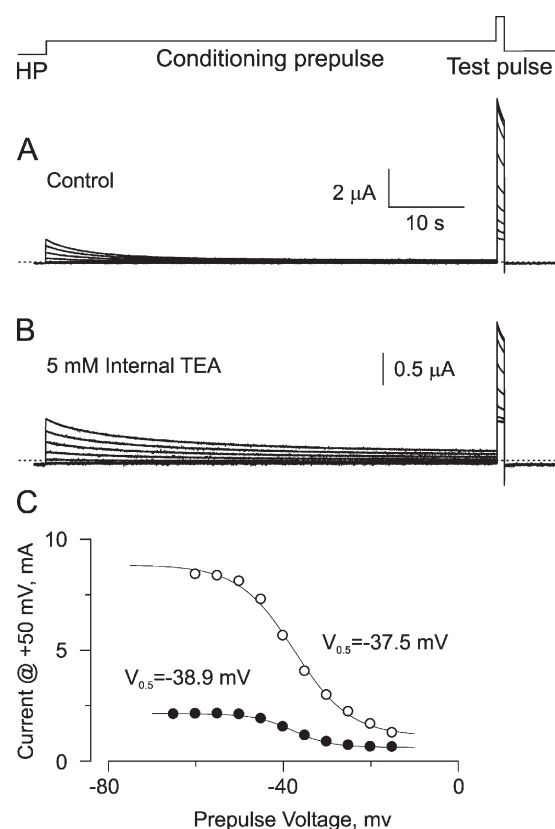 Conditioning prepulse
HP
Test pulse
A
Control
2 μA
10 s
B
5 mM Internal TEA
0.5 μA
C
10
5
0
Current @ +50 mV, mA
V0.5=-37.5 mV
V0.5=-38.9 mV
-80
-40
0
Prepulse Voltage, mv